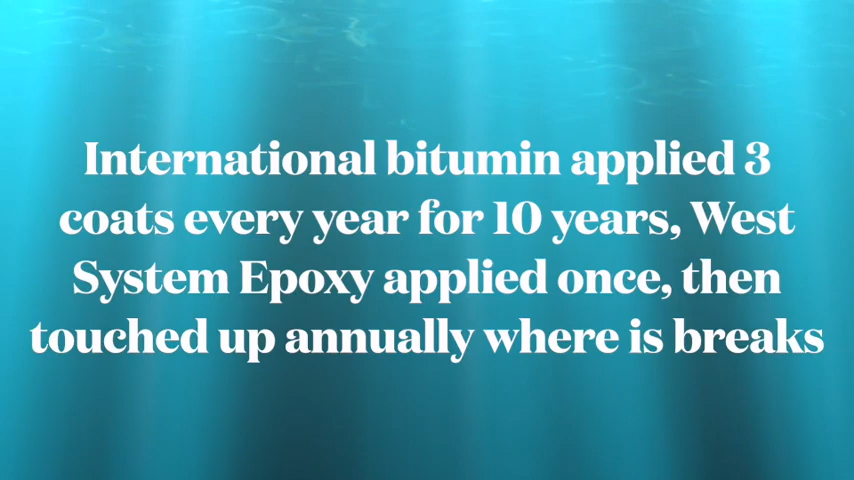 International bitumin applied 3
coats every year for 10 years, West
System Epoxy applied once, then
touched up annually where is breaks